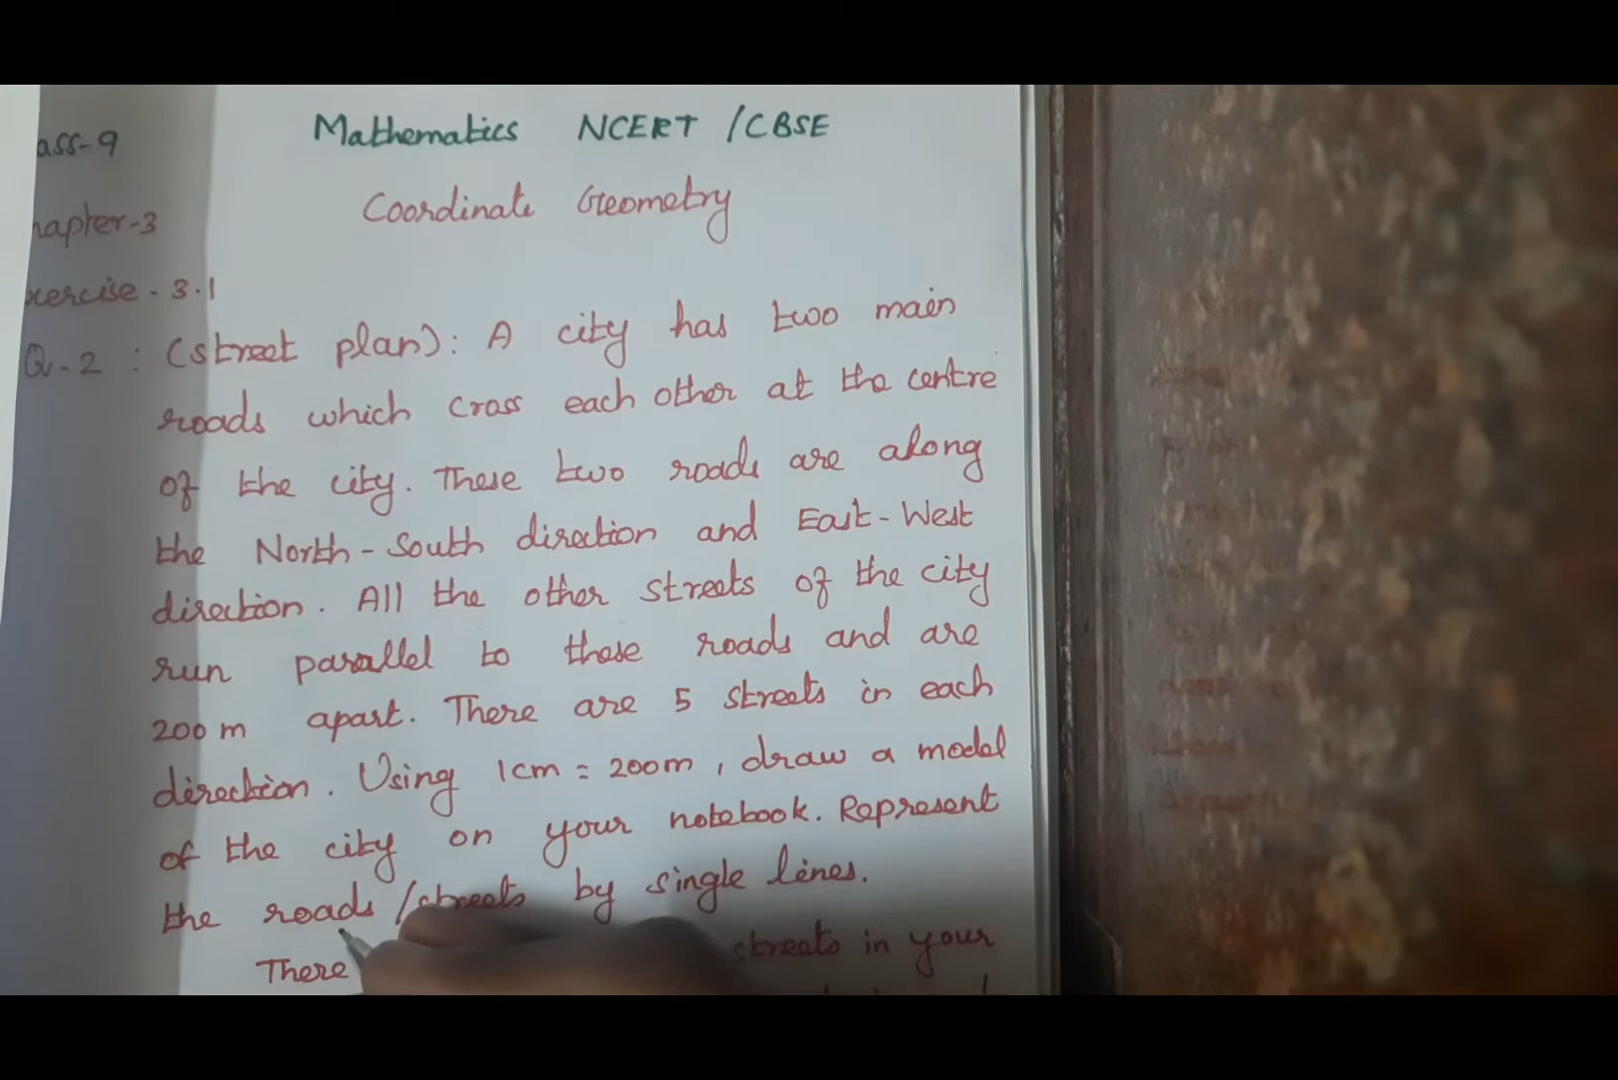 ass-9
Mathematics NCERT /CBSE
hapter-3
Coordinate Geometry
xercise - 3.1
Q-2 : (Street plan): A city has two main
roads which cross each other at the centre
of the city. These two roads are along
the North-South direction and East-West
direction. All the other streets of the city
run parallel to these roads and are
200m apart. There are 5 streets in each
direction. Using 1cm = 200m, draw a model
of the city on your notebook. Represent
the roads/streets by single lines.
There streets in your